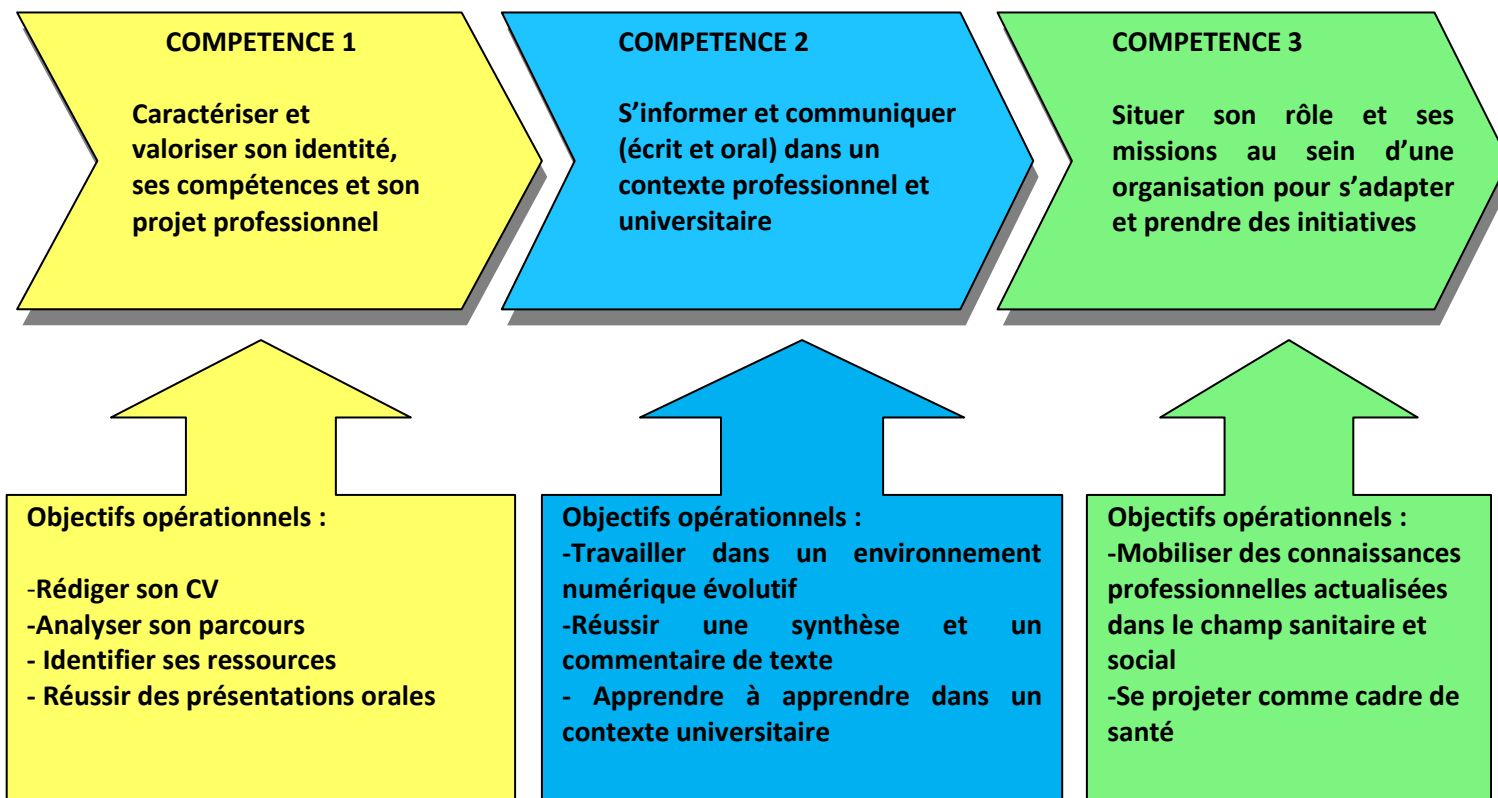 COMPETENCE 1
Caractériser et
valoriser son identité,
ses compétences et son
projet professionnel
COMPETENCE 2
S’informer et communiquer
(écrit et oral) dans un
contexte professionnel et
universitaire
COMPETENCE 3
Situer son rôle et ses
missions au sein d’une
organisation pour s’adapter
et prendre des initiatives
Objectifs opérationnels :
-Rédiger son CV
-Analyser son parcours
- Identifier ses ressources
- Réussir des présentations orales
Objectifs opérationnels :
-Travailler dans un environnement
numérique évolutif
-Réussir une synthèse et un
commentaire de texte
- Apprendre à apprendre dans un
contexte universitaire
Objectifs opérationnels :
-Mobiliser des connaissances
professionnelles actualisées
dans le champ sanitaire et
social
-Se projeter comme cadre de
santé